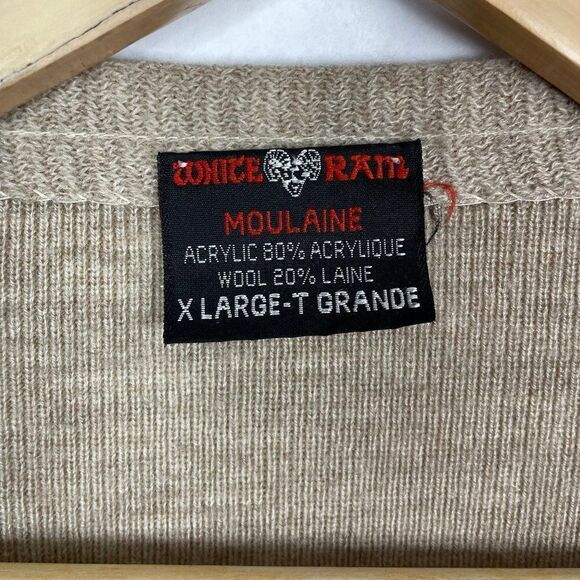 WHITE RAM
MOULAINE
ACRYLIC 80% ACRYLIQUE
WOOL 20% LAINE
X LARGE-T GRANDE